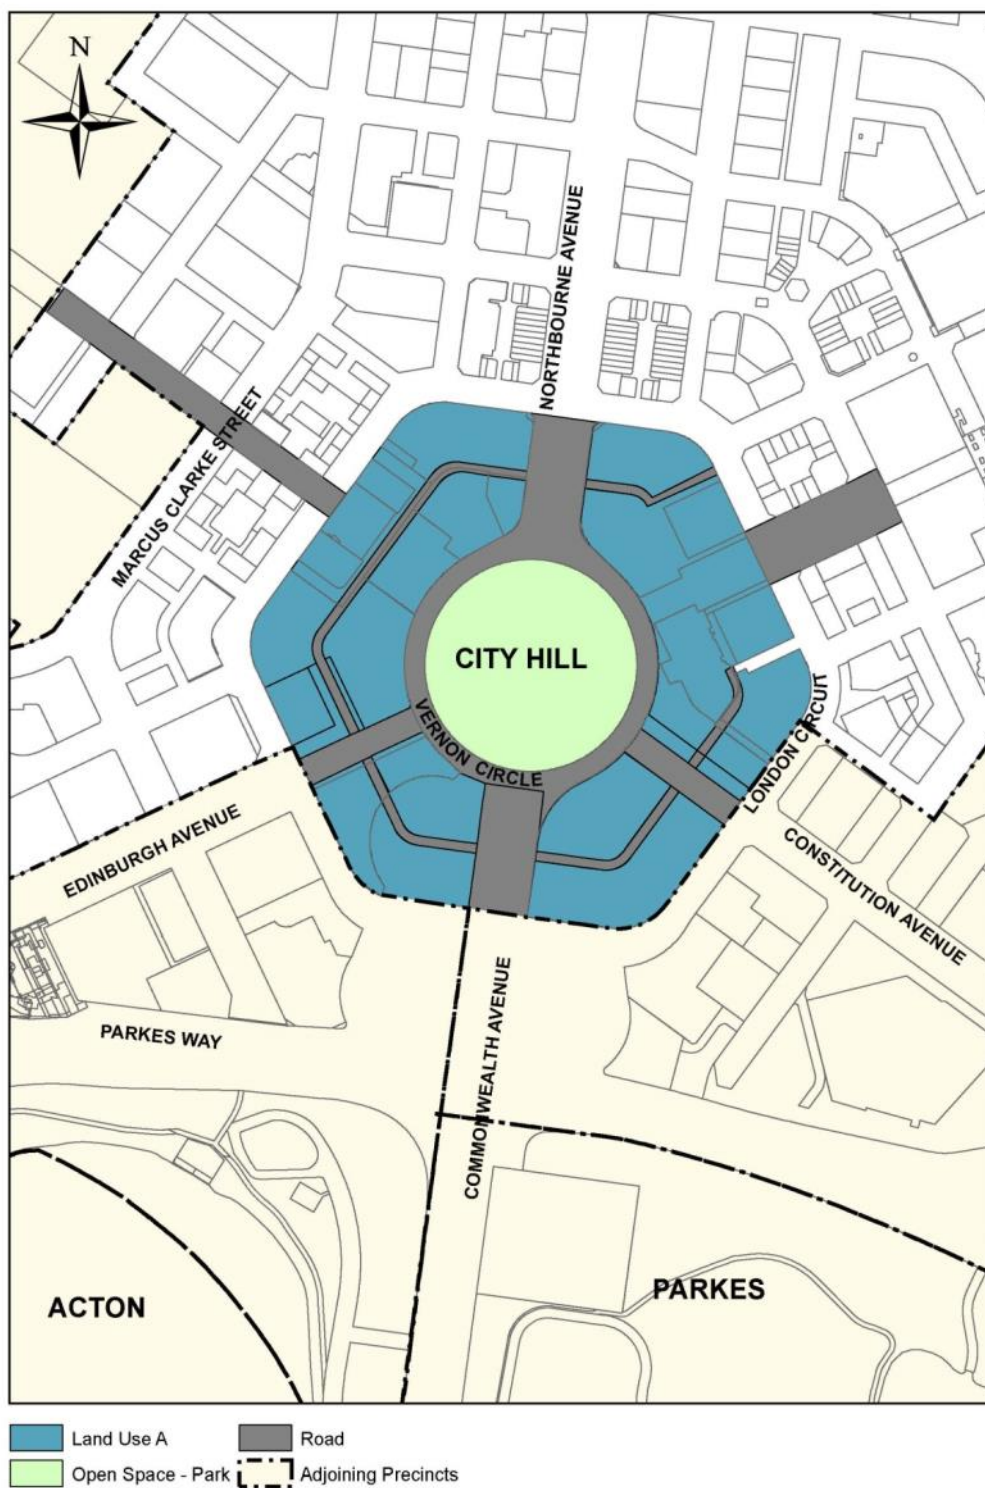 N
NORTHBOURNE AVENUE
MARCUS CLARKE STREET
CITY HILL
VERNON CIRCLE
LONDON CIRCUIT
EDINBURGH AVENUE
CONSTITUTION AVENUE
PARKES WAY
COMMONWEALTH AVENUE
ACTON
PARKES
Land Use A
Road
Open Space - Park
Adjoining Precincts